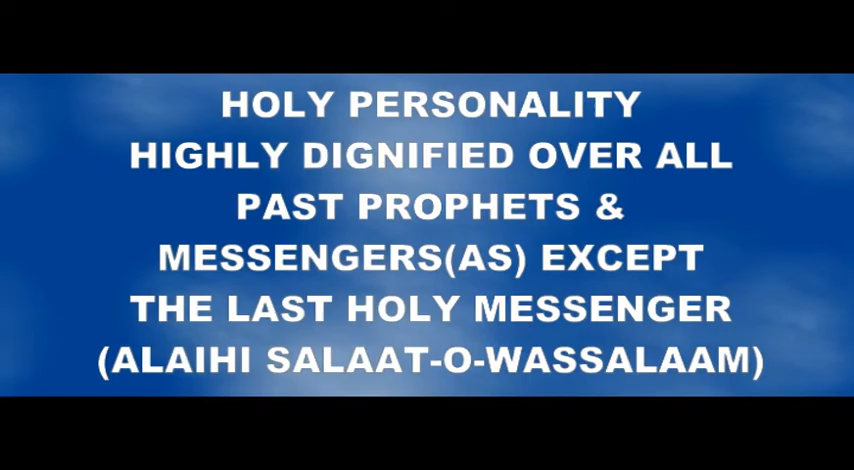 HOLY PERSONALITY
HIGHLY DIGNIFIED OVER ALL
PAST PROPHETS &
MESSENGERS(AS) EXCEPT
THE LAST HOLY MESSENGER
(ALAIHI SALAAT-O-WASSALAAM)